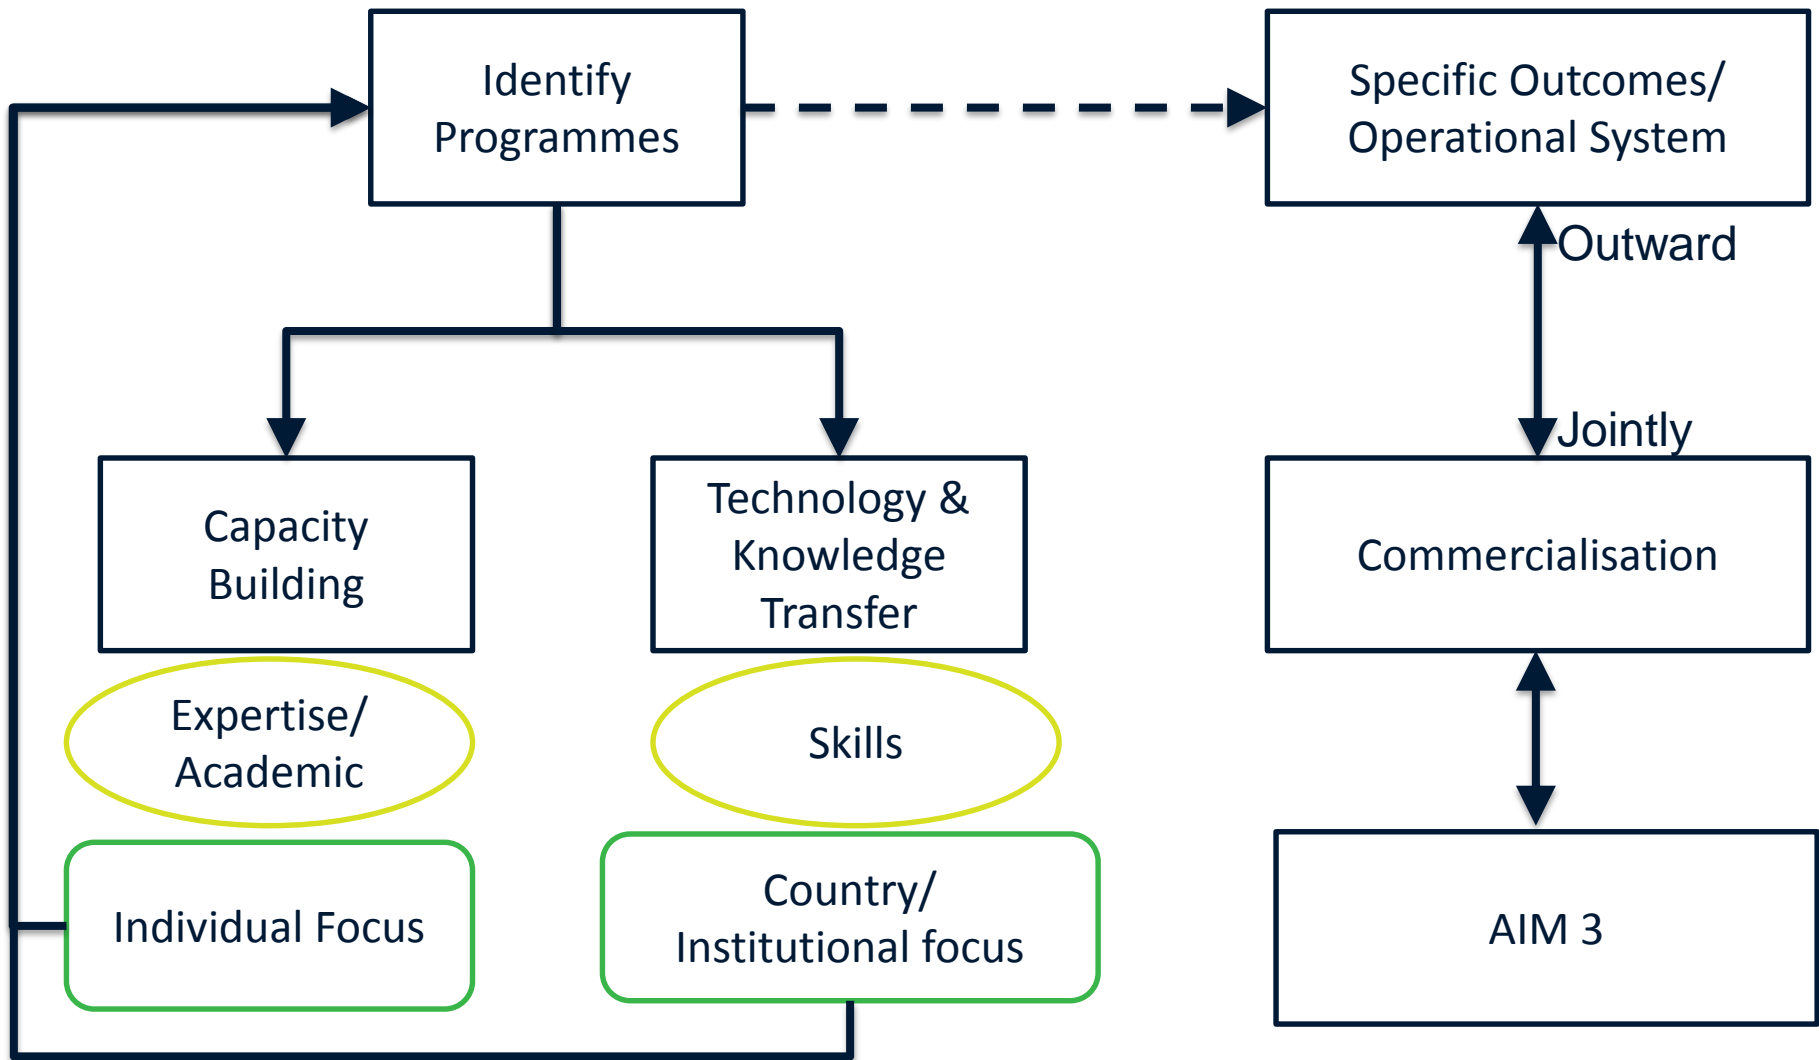 Identify
Programmes
Specific Outcomes/
Operational System
Outward
Jointly
Capacity
Building
Technology &
Knowledge
Transfer
Commercialisation
Expertise/
Academic
Skills
Individual Focus
Country/
Institutional focus
AIM 3